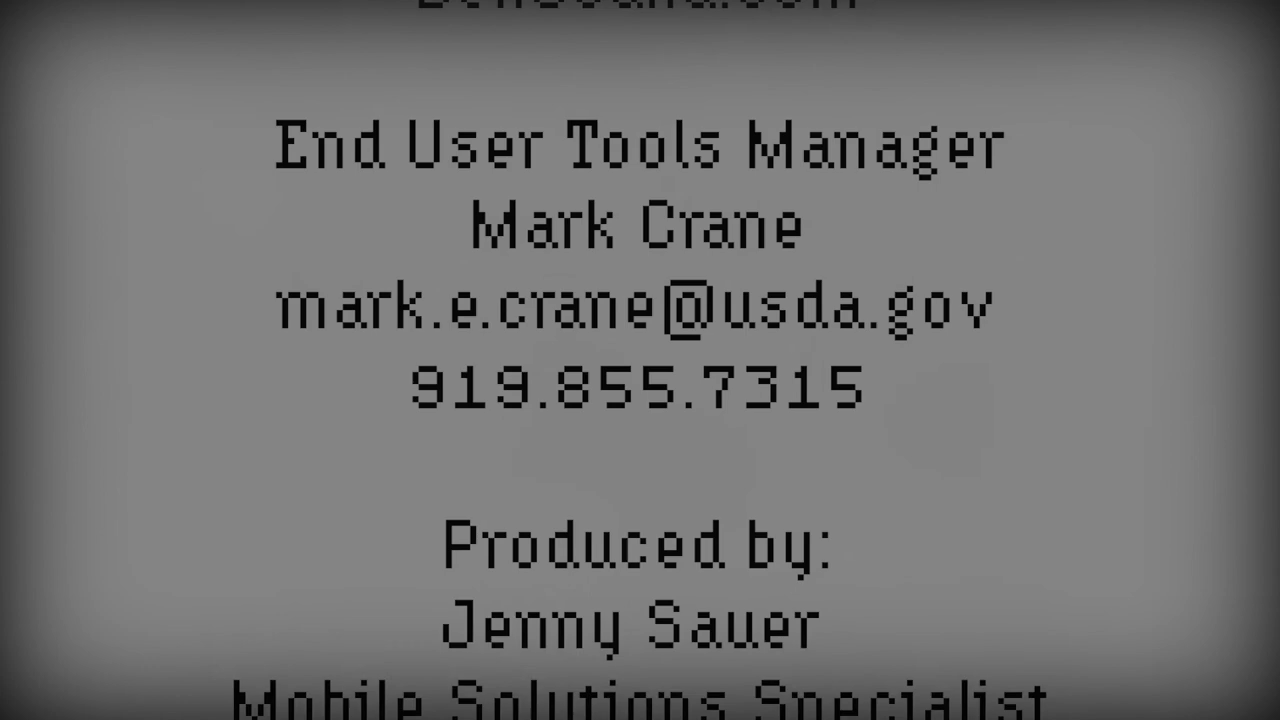 End User Tools Manager
Mark Crane
mark.e.crane@usda.gov
919.855.7315
Produced by:
Jenny Sauer
Mobile Solutions Specialist